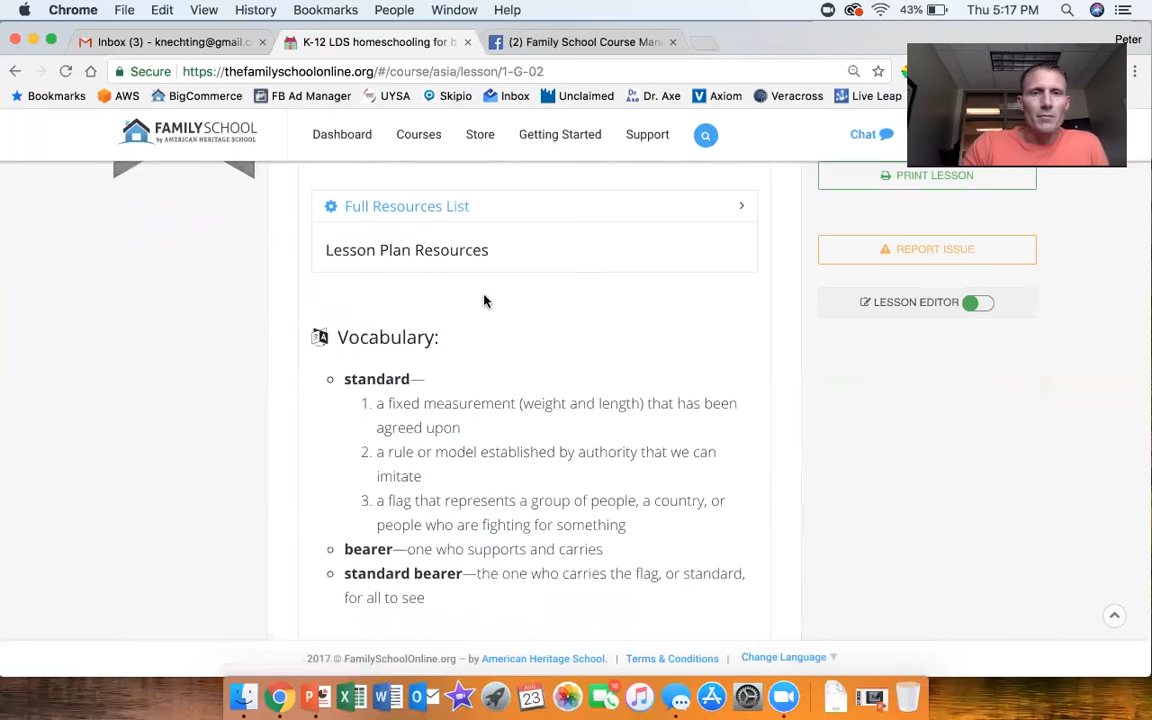 Chrome File Edit View History Bookmarks People Window Help 43% Thu 5:17 PM
Inbox (3) - knechting@gmail.c K-12 LDS homeschooling for b (2) Family School Course Man Peter
Secure https://thefamilyschoolonline.org/#/course/asia/lesson/1-G-02
Bookmarks AWS BigCommerce FB Ad Manager UYSA Skipio Inbox Unclaimed Dr. Axe Axiom Veracross Live Leap
FAMILYSCHOOL
by AMERICAN HERITAGE SCHOOL
Dashboard Courses Store Getting Started Support Chat
PRINT LESSON
Full Resources List
REPORT ISSUE
Lesson Plan Resources
LESSON EDITOR
Vocabulary:
standard—
1. a fixed measurement (weight and length) that has been
agreed upon
2. a rule or model established by authority that we can
imitate
3. a flag that represents a group of people, a country, or
people who are fighting for something
bearer—one who supports and carries
standard bearer—the one who carries the flag, or standard,
for all to see
2017 © FamilySchoolOnline.org – by American Heritage School. | Terms & Conditions | Change Language
AUG
23